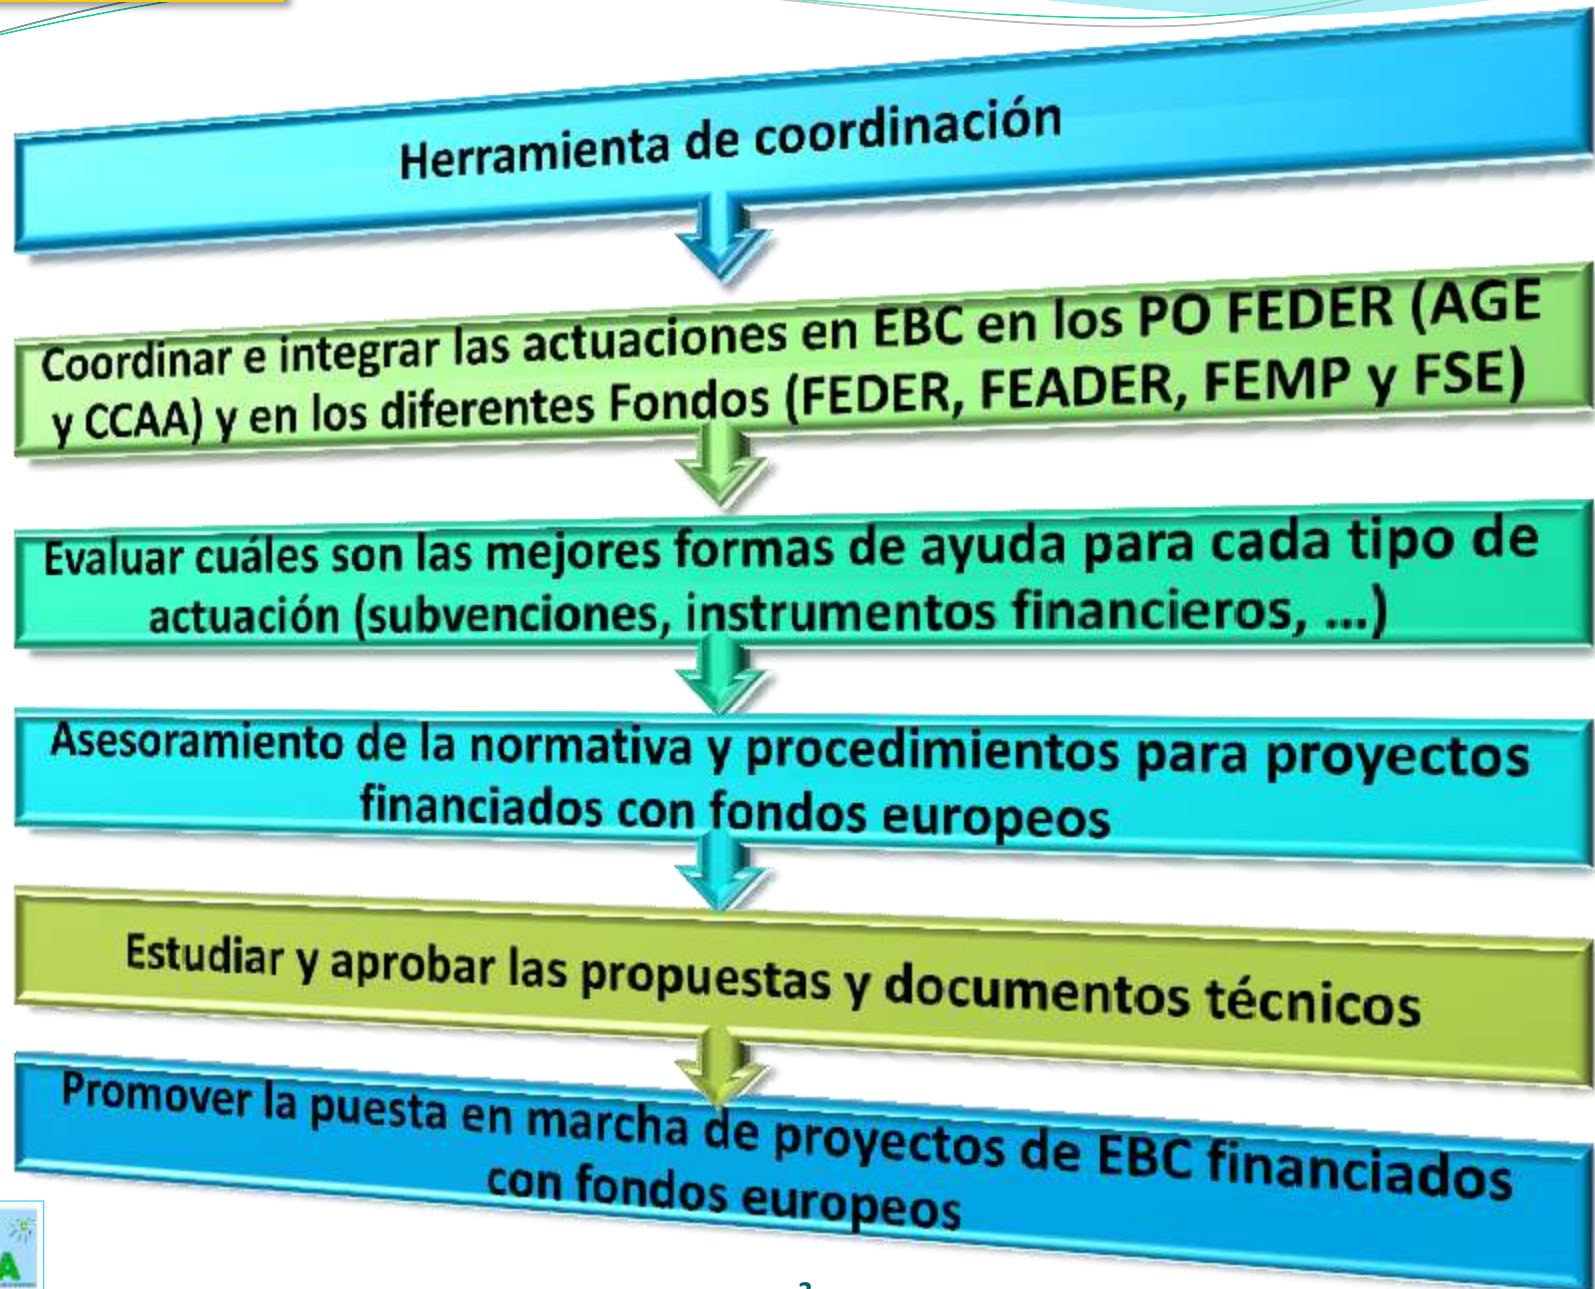 Herramienta de coordinación
Coordinar e integrar las actuaciones en EBC en los PO FEDER (AGE
y CCAA) y en los diferentes Fondos (FEDER, FEADER, FEMP y FSE)
Evaluar cuáles son las mejores formas de ayuda para cada tipo de
actuación (subvenciones, instrumentos financieros, ...)
Asesoramiento de la normativa y procedimientos para proyectos
financiados con fondos europeos
Estudiar y aprobar las propuestas y documentos técnicos
Promover la puesta en marcha de proyectos de EBC financiados
con fondos europeos